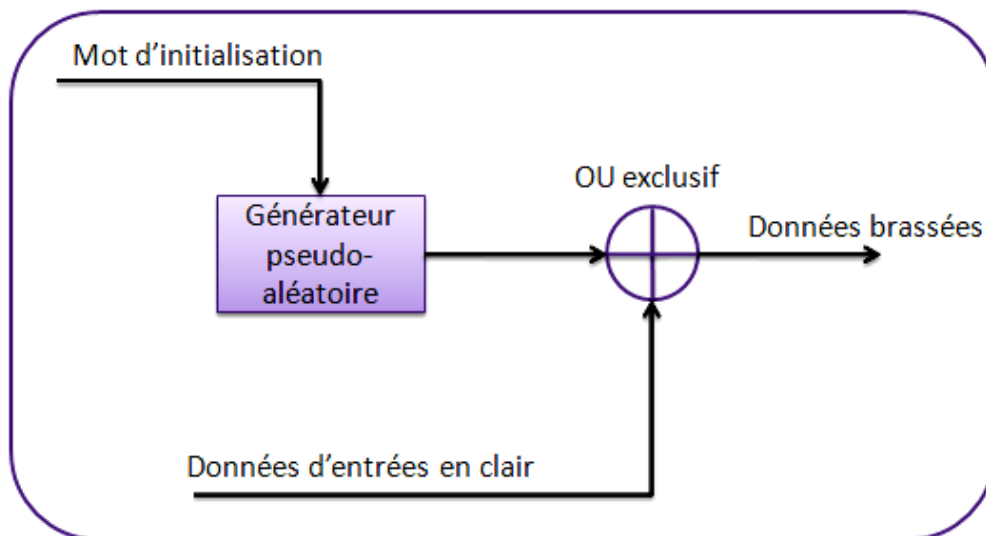 Mot d'initialisation
OU exclusif
Générateur
pseudo-
aléatoire
Données brassées
Données d'entrées en clair